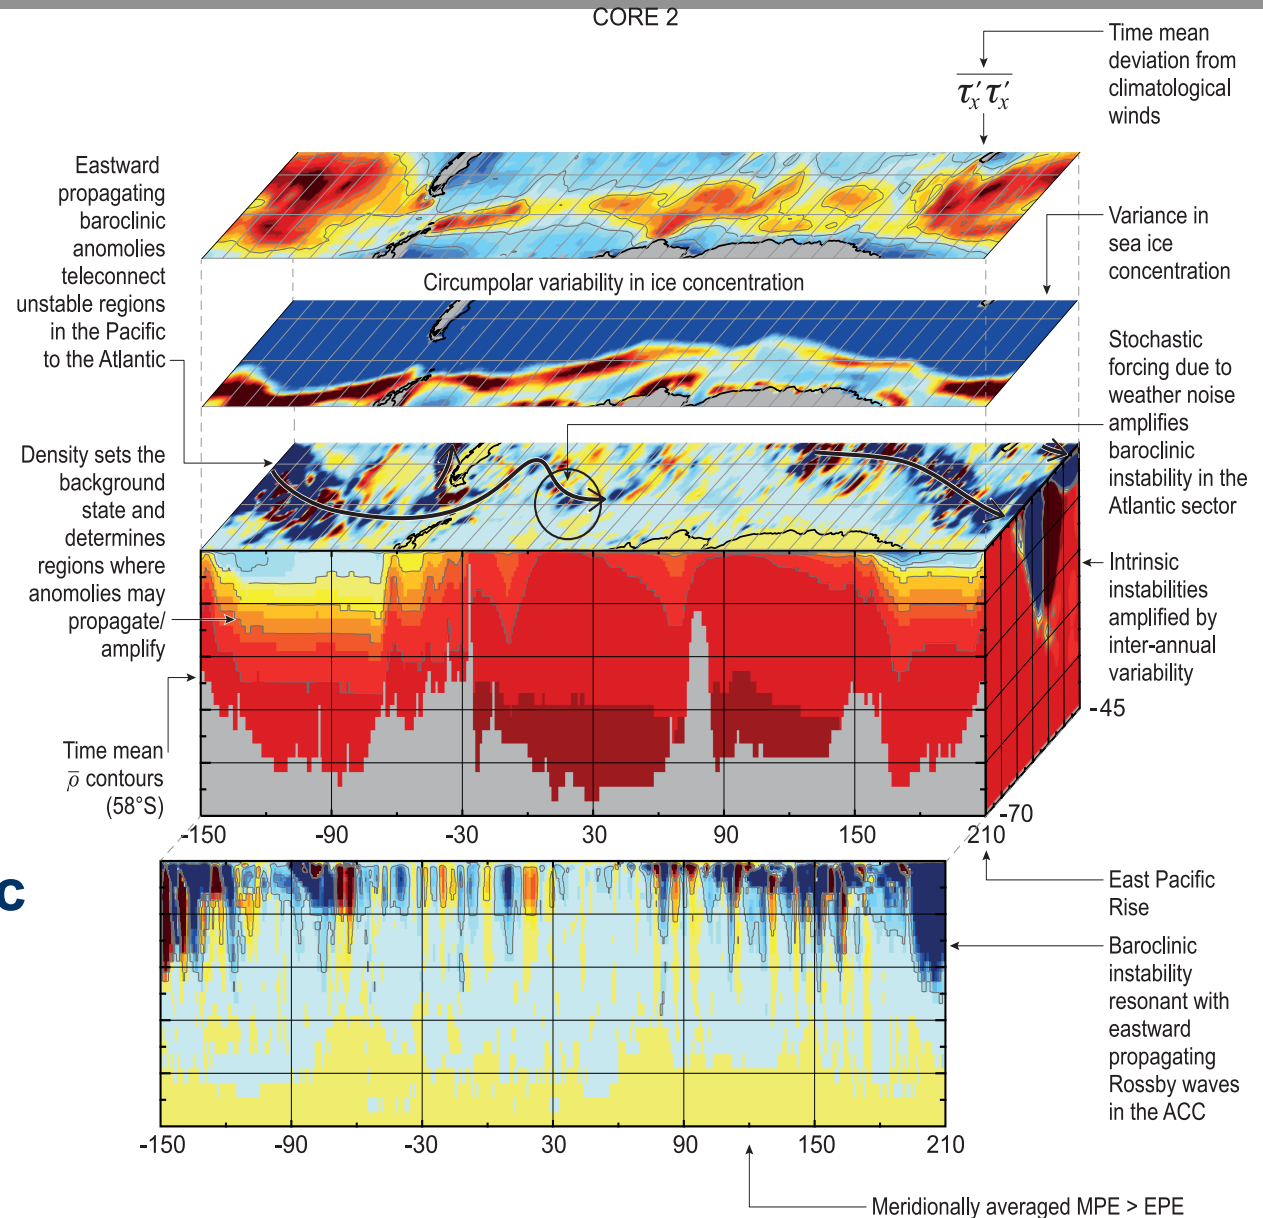 CORE 2
Time mean
deviation from
climatological
winds
τ′x τ′x
Eastward
propagating
baroclinic
anomolies
teleconnect
unstable regions
in the Pacific
to the Atlantic
Variance in
sea ice
concentration
Circumpolar variability in ice concentration
Stochastic
forcing due to
weather noise
amplifies
baroclinic
instability in the
Atlantic sector
Density sets the
background
state and
determines
regions where
anomolies may
propagate/
amplify
Intrinsic
instabilities
amplified by
inter-annual
variability
Time mean
ρ̅ contours
(58°S)
-45
-70
-150 -90 -30 30 90 150 210
C
East Pacific
Rise
Baroclinic
instability
resonant with
eastward
propagating
Rossby waves
in the ACC
-150 -90 -30 30 90 150 210
Meridionally averaged MPE > EPE